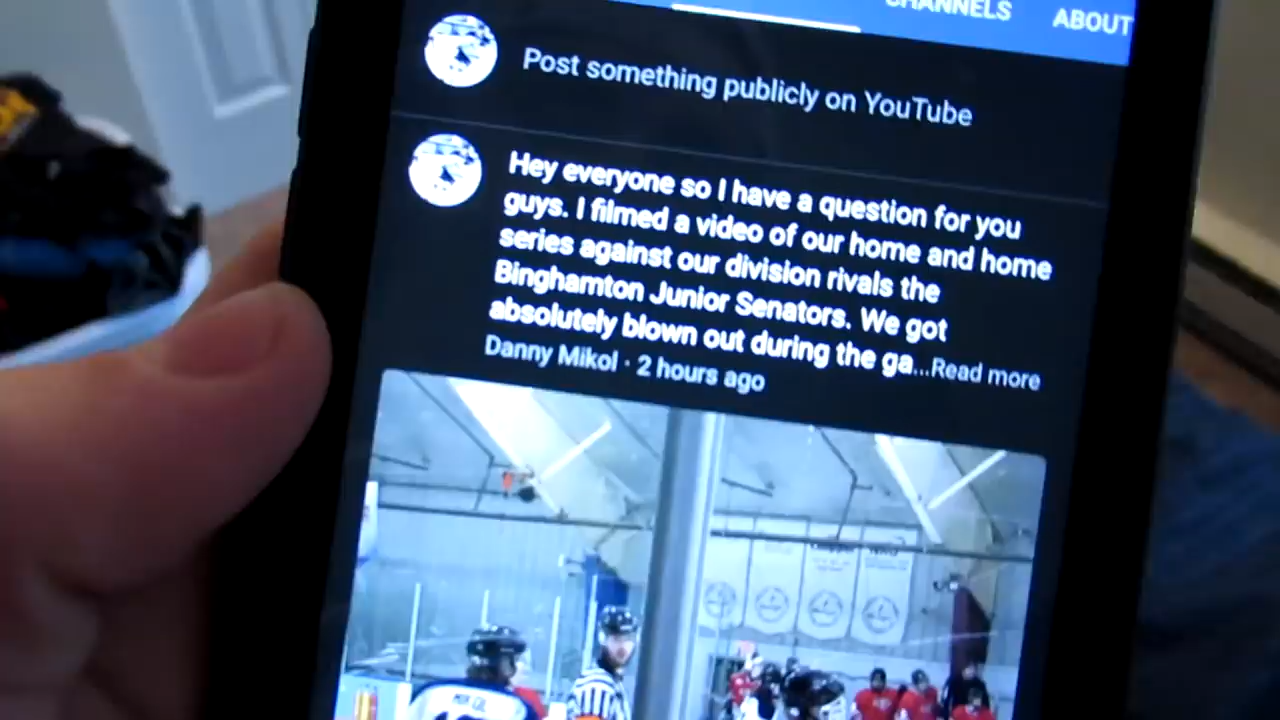 CHANNELS
ABOUT
Post something publicly on YouTube
Hey everyone so I have a question for you
guys. I filmed a video of our home and home
series against our division rivals the
Binghamton Junior Senators. We got
absolutely blown out during the ga...Read more
Danny Mikol · 2 hours ago